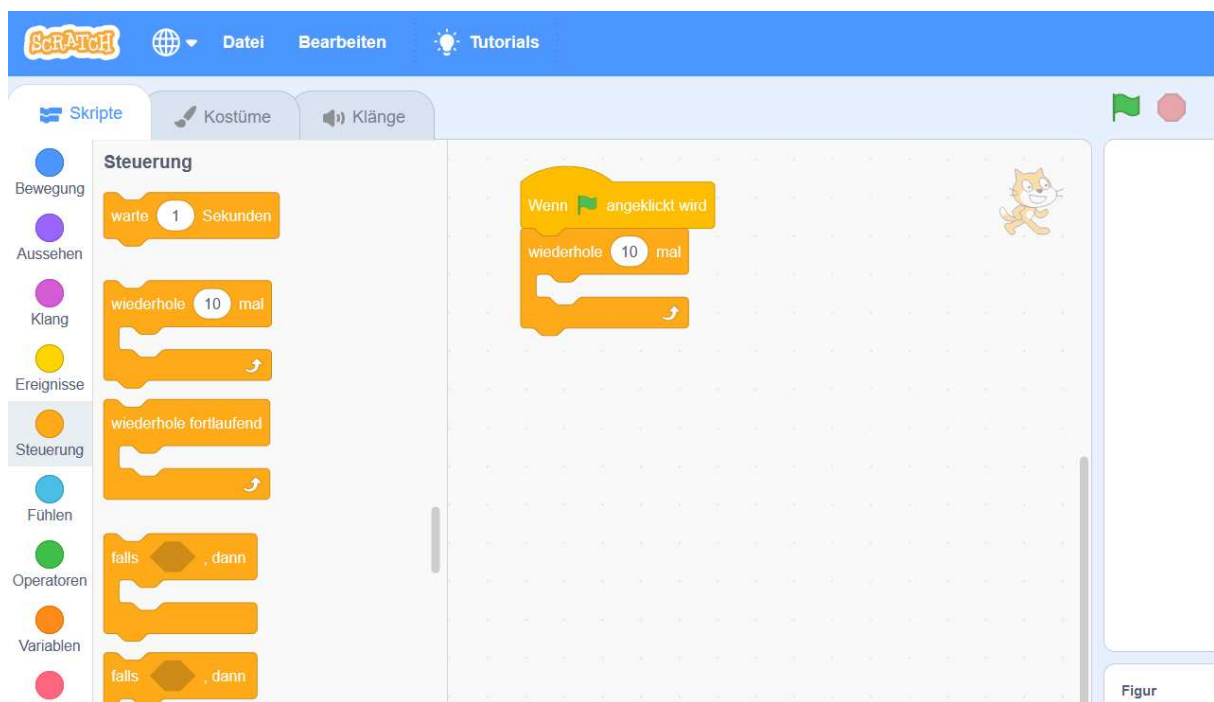 SCRATCH Datei Bearbeiten Tutorials
Skripte Kostüme Klänge
Bewegung
Aussehen
Klang
Ereignisse
Steuerung
Fühlen
Operatoren
Variablen
Steuerung
warte 1 Sekunden
wiederhole 10 mal
wiederhole fortlaufend
falls , dann
falls , dann
Wenn angeklickt wird
wiederhole 10 mal
Figur